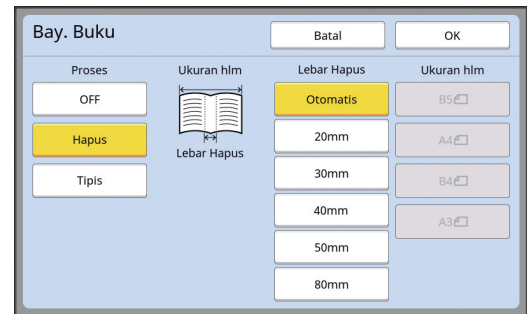 Bay. Buku
Batal
OK
Proses
Ukuran hlm
Lebar Hapus
Ukuran hlm
OFF
Hapus
Tipis
Lebar Hapus
Otomatis
20mm
30mm
40mm
50mm
80mm
B5
A4
B4
A3